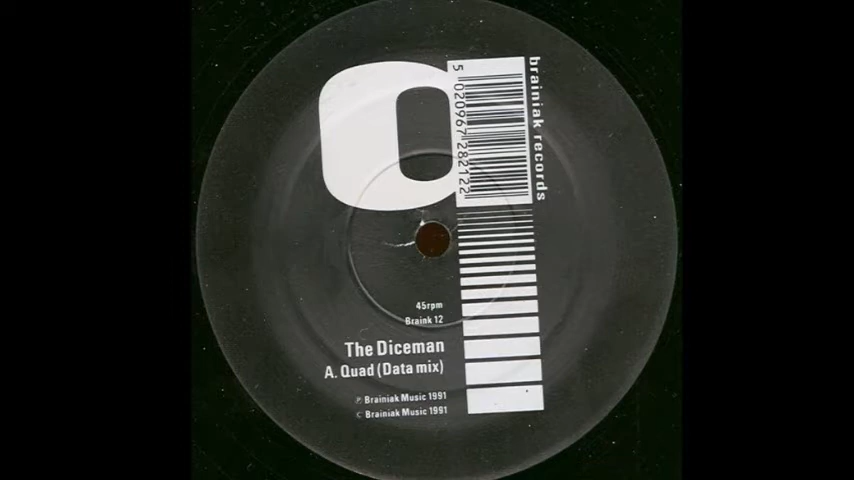 brainiak records
5 020967 282122
45rpm
Braink 12
The Diceman
A. Quad (Data mix)
℗ Brainiak Music 1991
© Brainiak Music 1991